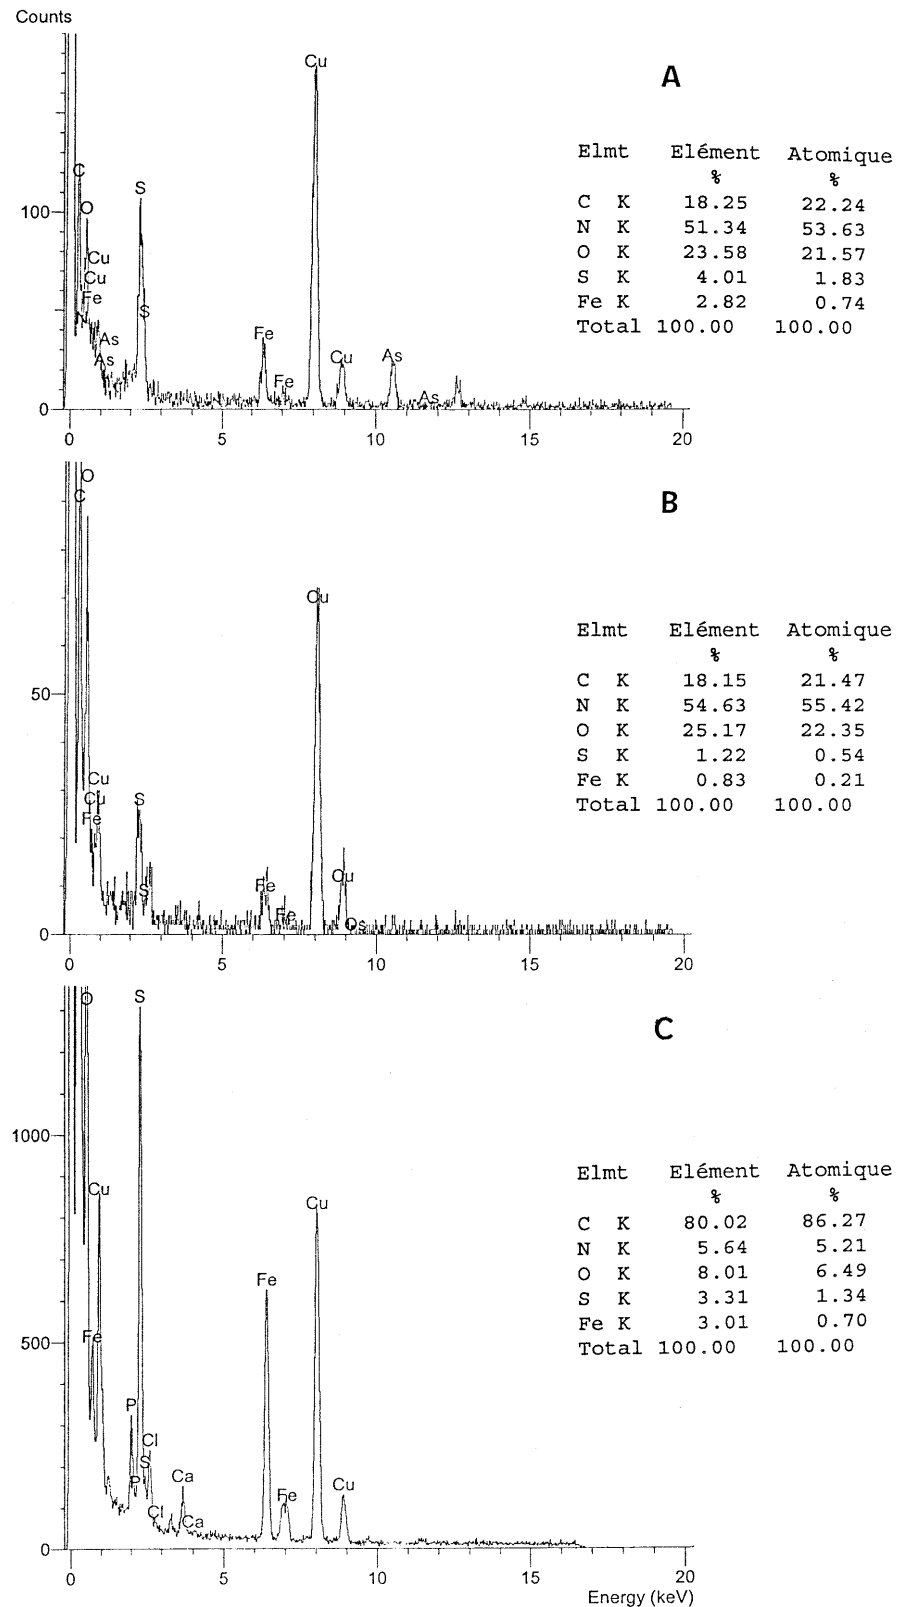 Counts
A
Cu
C
S
100
O
Cu
Cu
Fe
S
As
As
Fe
Fe
Cu
As
As
0
0 5 10 15 20
Elmt Elément Atomique
% %
C K 18.25 22.24
N K 51.34 53.63
O K 23.58 21.57
S K 4.01 1.83
Fe K 2.82 0.74
Total 100.00 100.00
B
O
C
Cu
50
Cu
Cu
Fe
S
S
Fe
Fe
Cu
Os
0
0 5 10 15 20
Elmt Elément Atomique
% %
C K 18.15 21.47
N K 54.63 55.42
O K 25.17 22.35
S K 1.22 0.54
Fe K 0.83 0.21
Total 100.00 100.00
C
O
S
1000
Cu
Cu
Fe
Fe
500
P
Cl
S
P
Ca
Cl
Ca
Fe
Cu
0
0 5 10 15 20
Energy (keV)
Elmt Elément Atomique
% %
C K 80.02 86.27
N K 5.64 5.21
O K 8.01 6.49
S K 3.31 1.34
Fe K 3.01 0.70
Total 100.00 100.00